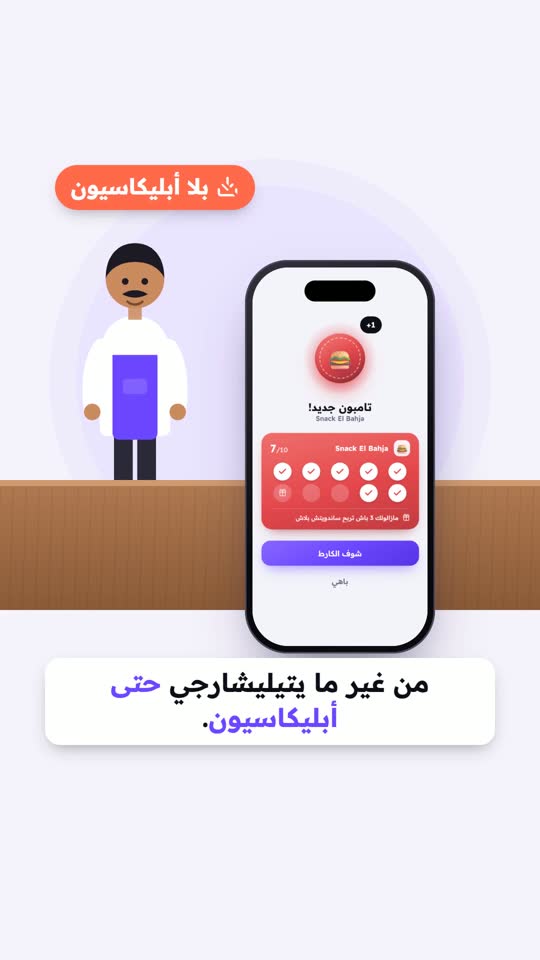 بلا أبليكاسيون
+1
تامبون جديد!
Snack El Bahja
Snack El Bahja
7/10
مازالولك 3 باش تربح ساندويتش بلاش
شوف الكارط
باهي
من غير ما يتيليشارجي حتى
أبليكاسيون.